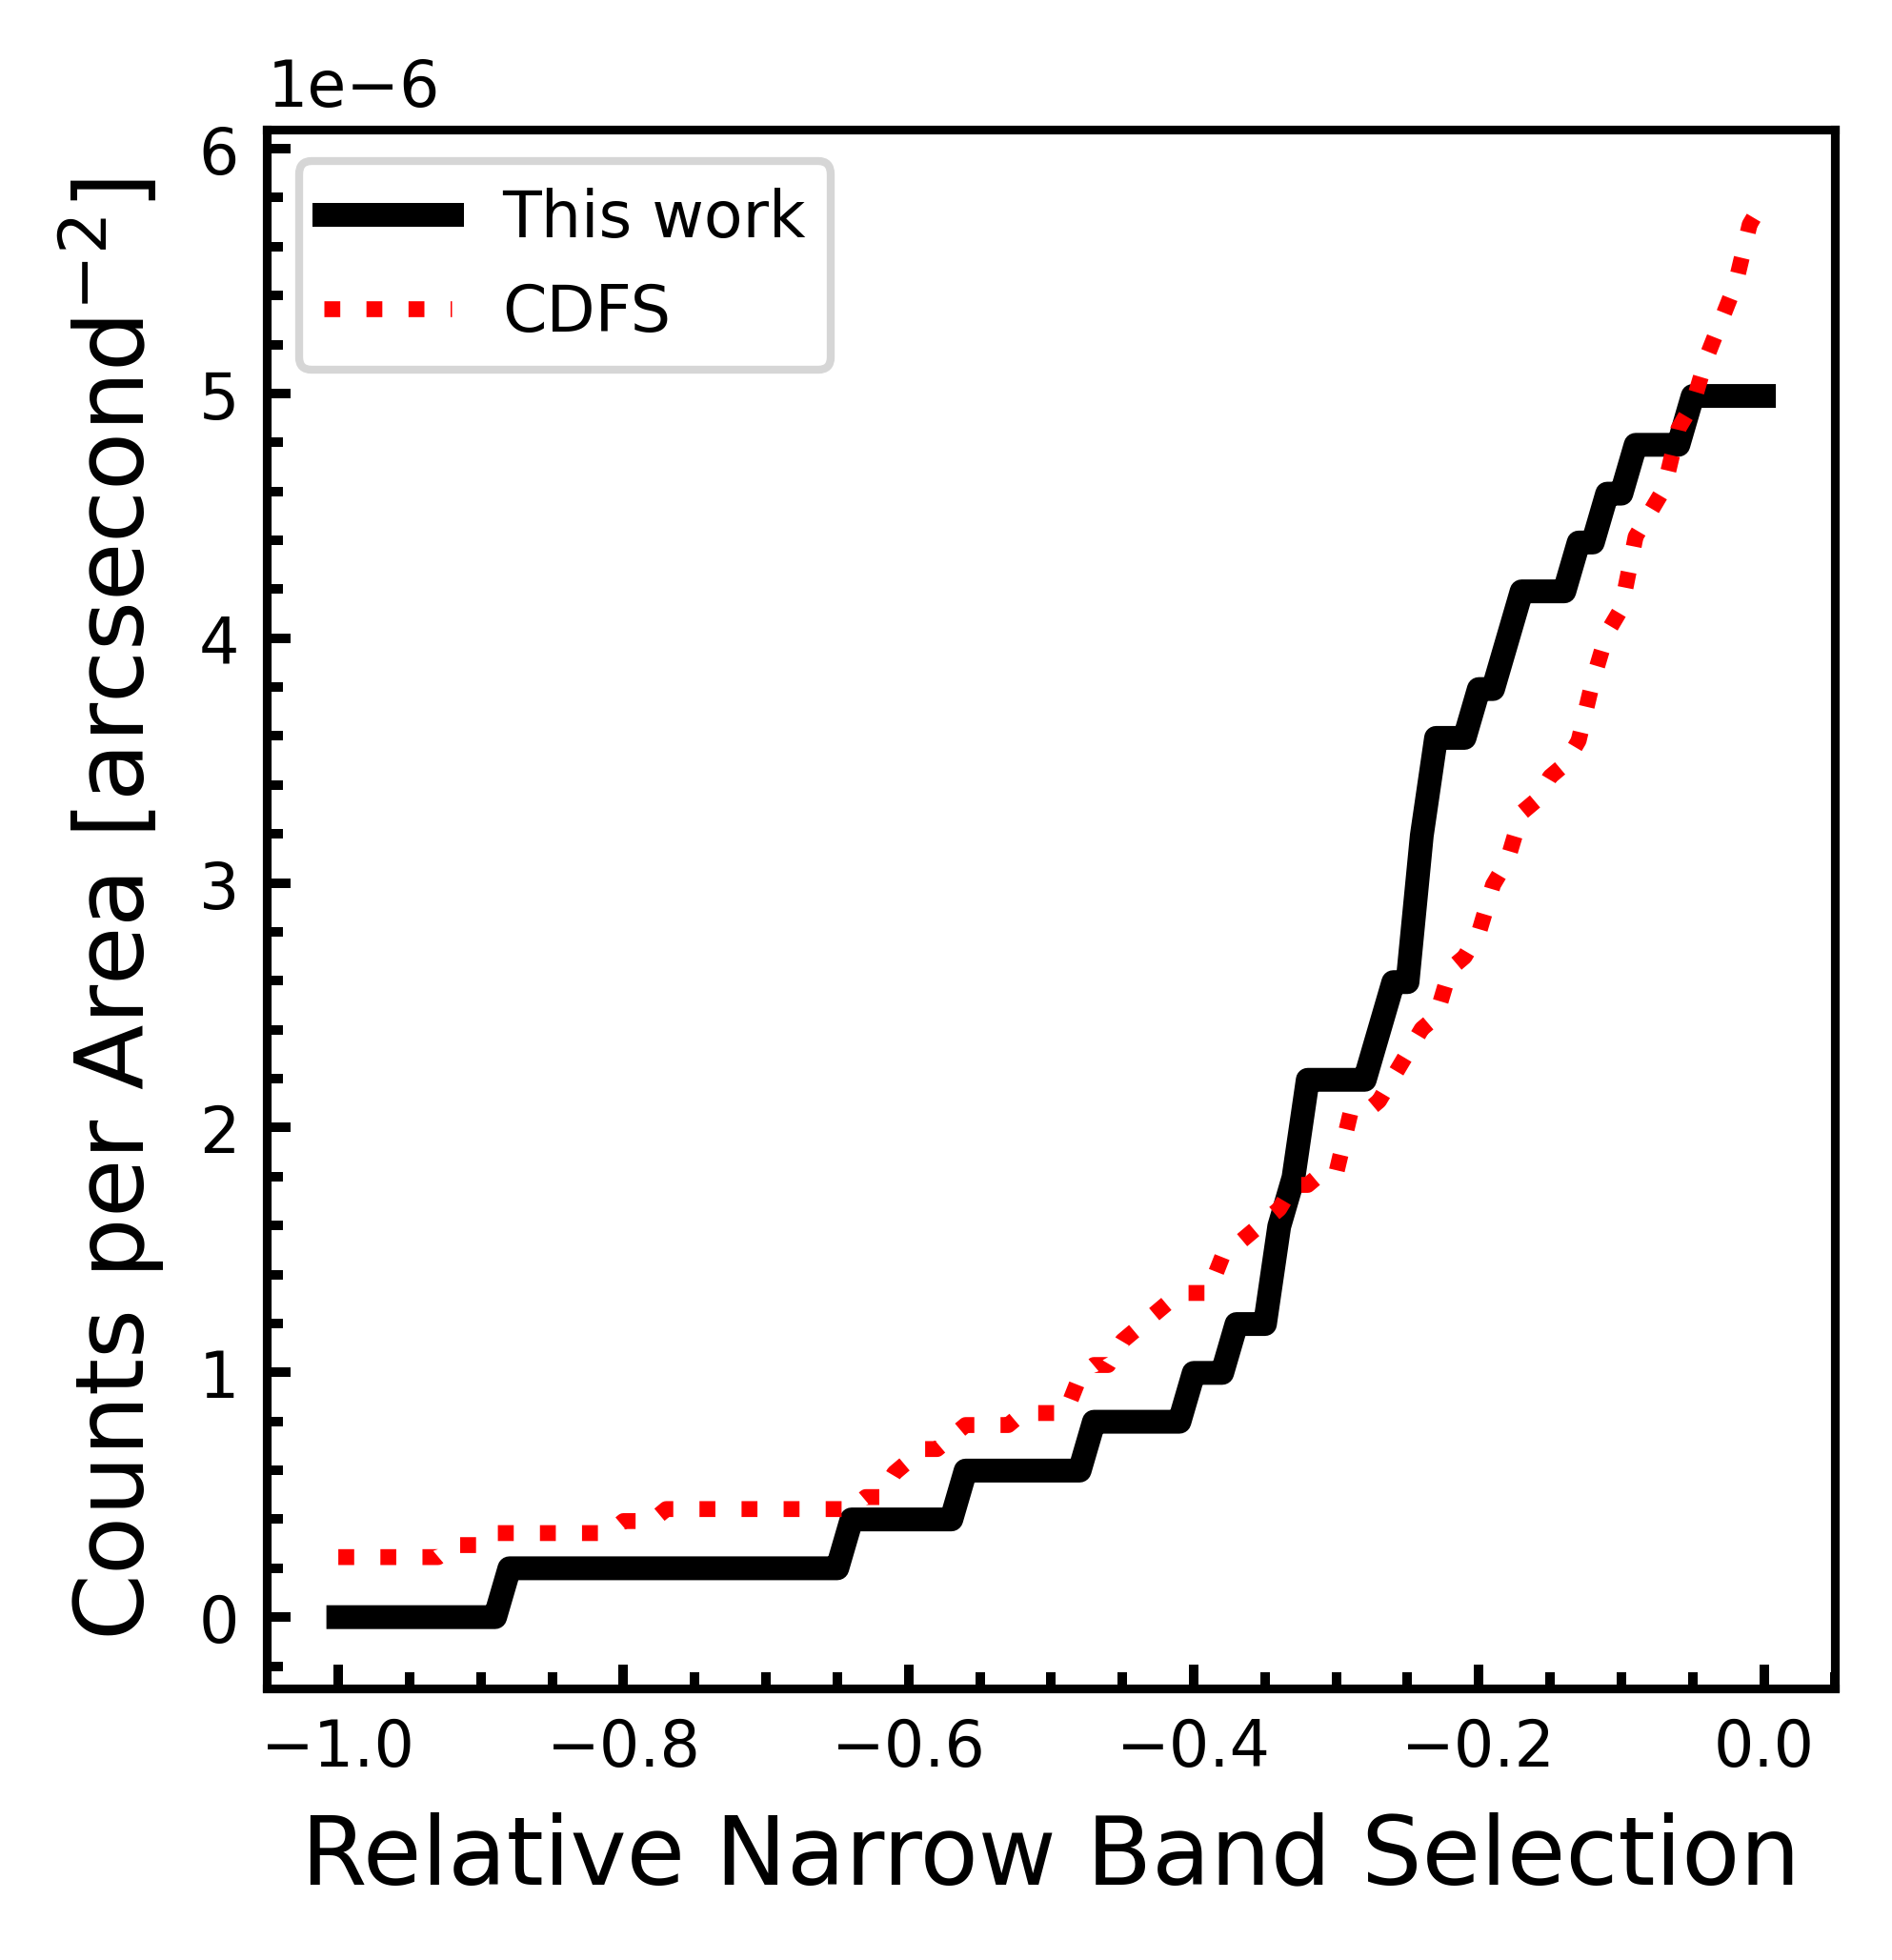 1e−6
6
5
4
3
2
1
0
Counts per Area [arcsecond⁻²]
This work
CDFS
−1.0 −0.8 −0.6 −0.4 −0.2 0.0
Relative Narrow Band Selection